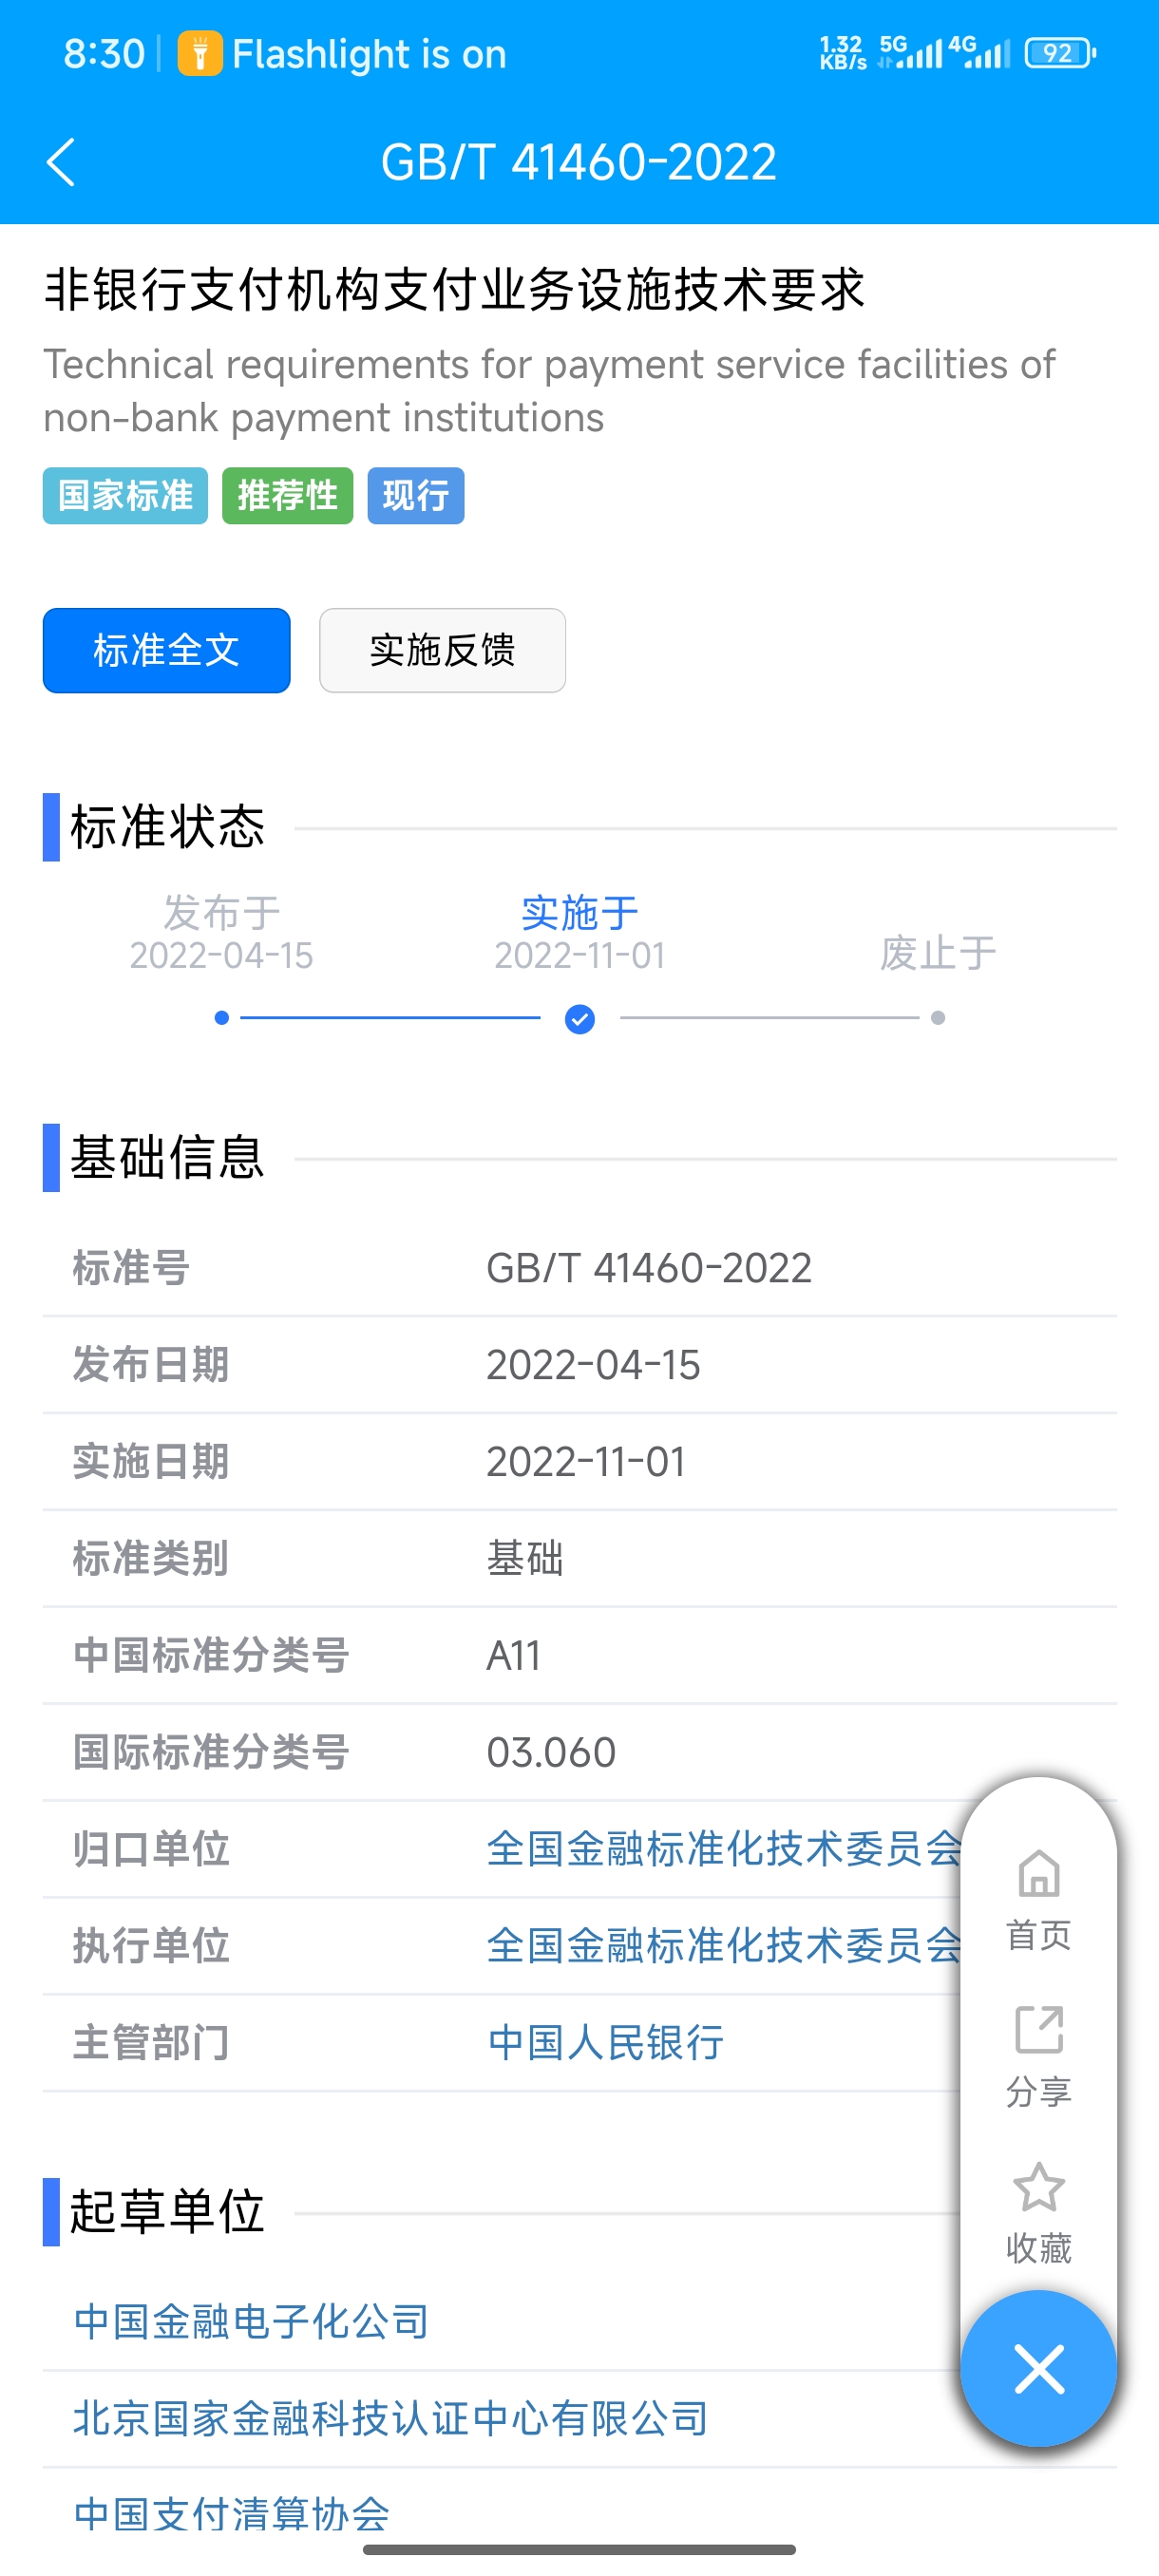 8:30
Flashlight is on
1.32 KB/s 5G 4G 92
GB/T 41460-2022
非银行支付机构支付业务设施技术要求
Technical requirements for payment service facilities of
non-bank payment institutions
国家标准 推荐性 现行
标准全文 实施反馈
标准状态
发布于 实施于 废止于
2022-04-15 2022-11-01
基础信息
标准号 GB/T 41460-2022
发布日期 2022-04-15
实施日期 2022-11-01
标准类别 基础
中国标准分类号 A11
国际标准分类号 03.060
归口单位 全国金融标准化技术委员会
执行单位 全国金融标准化技术委员会
主管部门 中国人民银行
首页
分享
收藏
起草单位
中国金融电子化公司
北京国家金融科技认证中心有限公司
中国支付清算协会